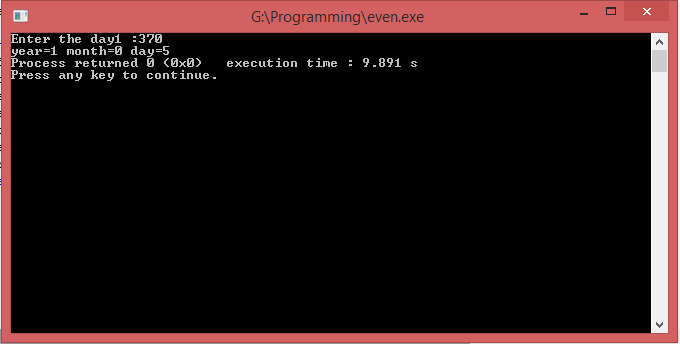 G:\Programming\even.exe
Enter the day1 :370
year=1 month=0 day=5
Process returned 0 (0x0)   execution time : 9.891 s
Press any key to continue.